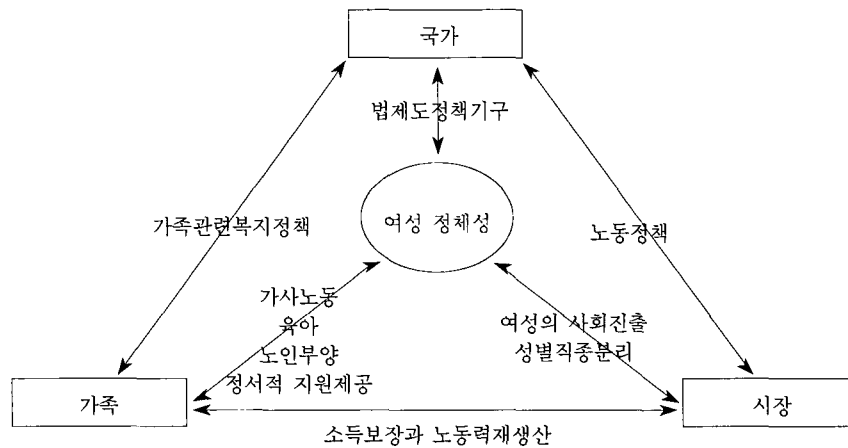 국가
법제도정책기구
여성 정체성
가족관련복지정책
노동정책
가사노동
육아
노인부양
정서적 지원제공
여성의 사회진출
성별직종분리
가족
시장
소득보장과 노동력재생산